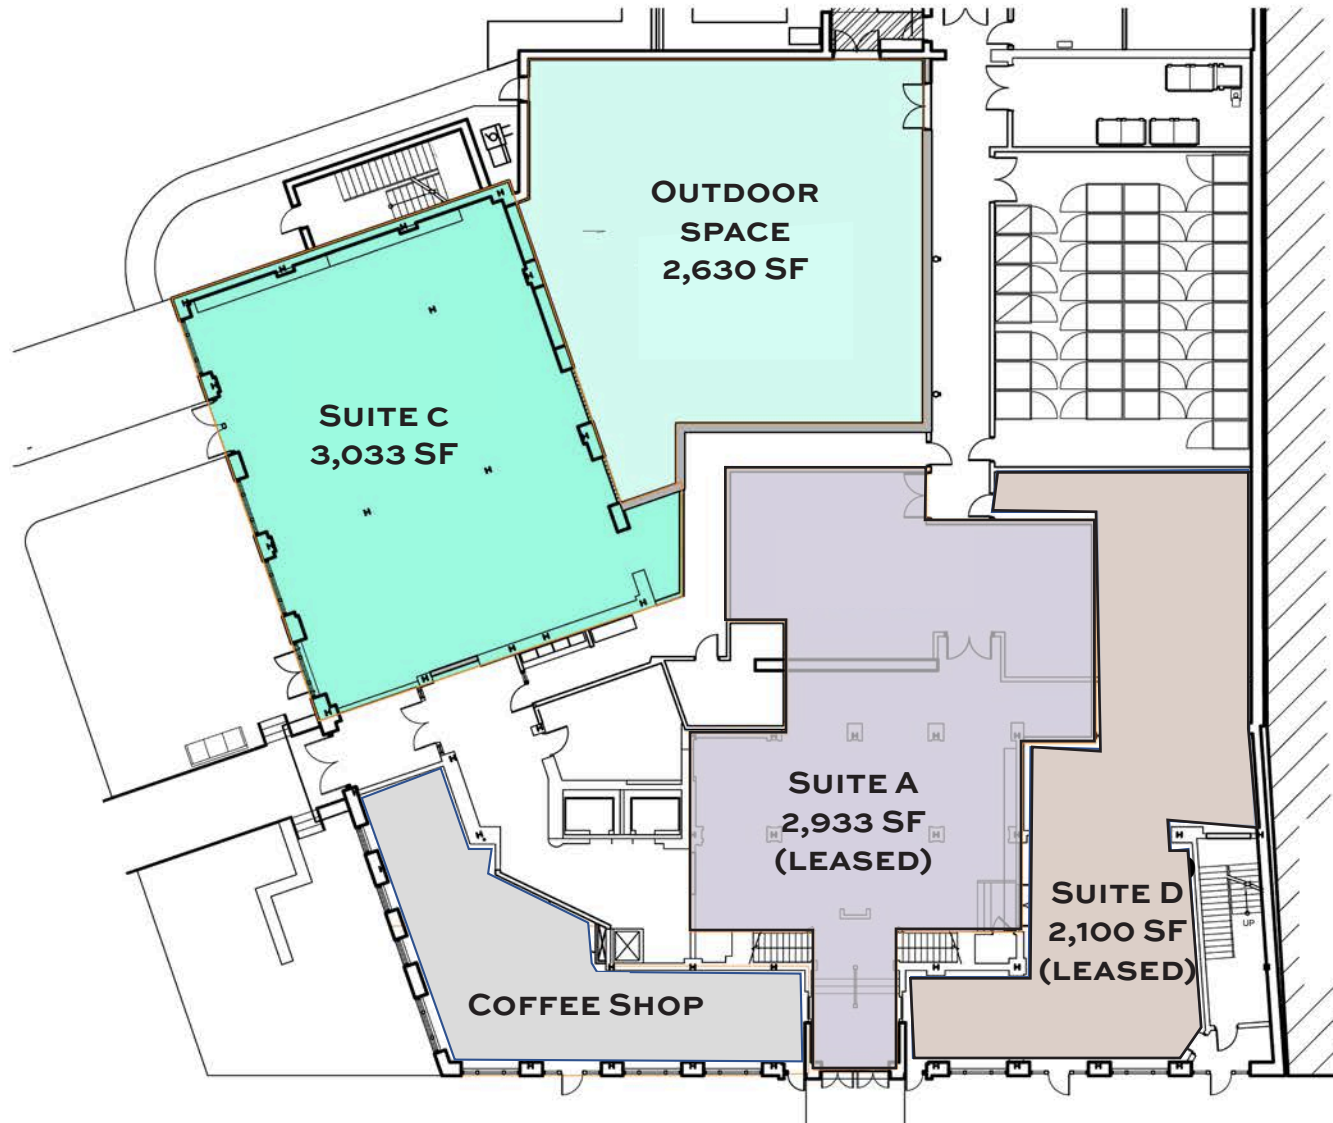 OUTDOOR
SPACE
2,630 SF
SUITE C
3,033 SF
SUITE A
2,933 SF
(LEASED)
SUITE D
2,100 SF
(LEASED)
UP
COFFEE SHOP